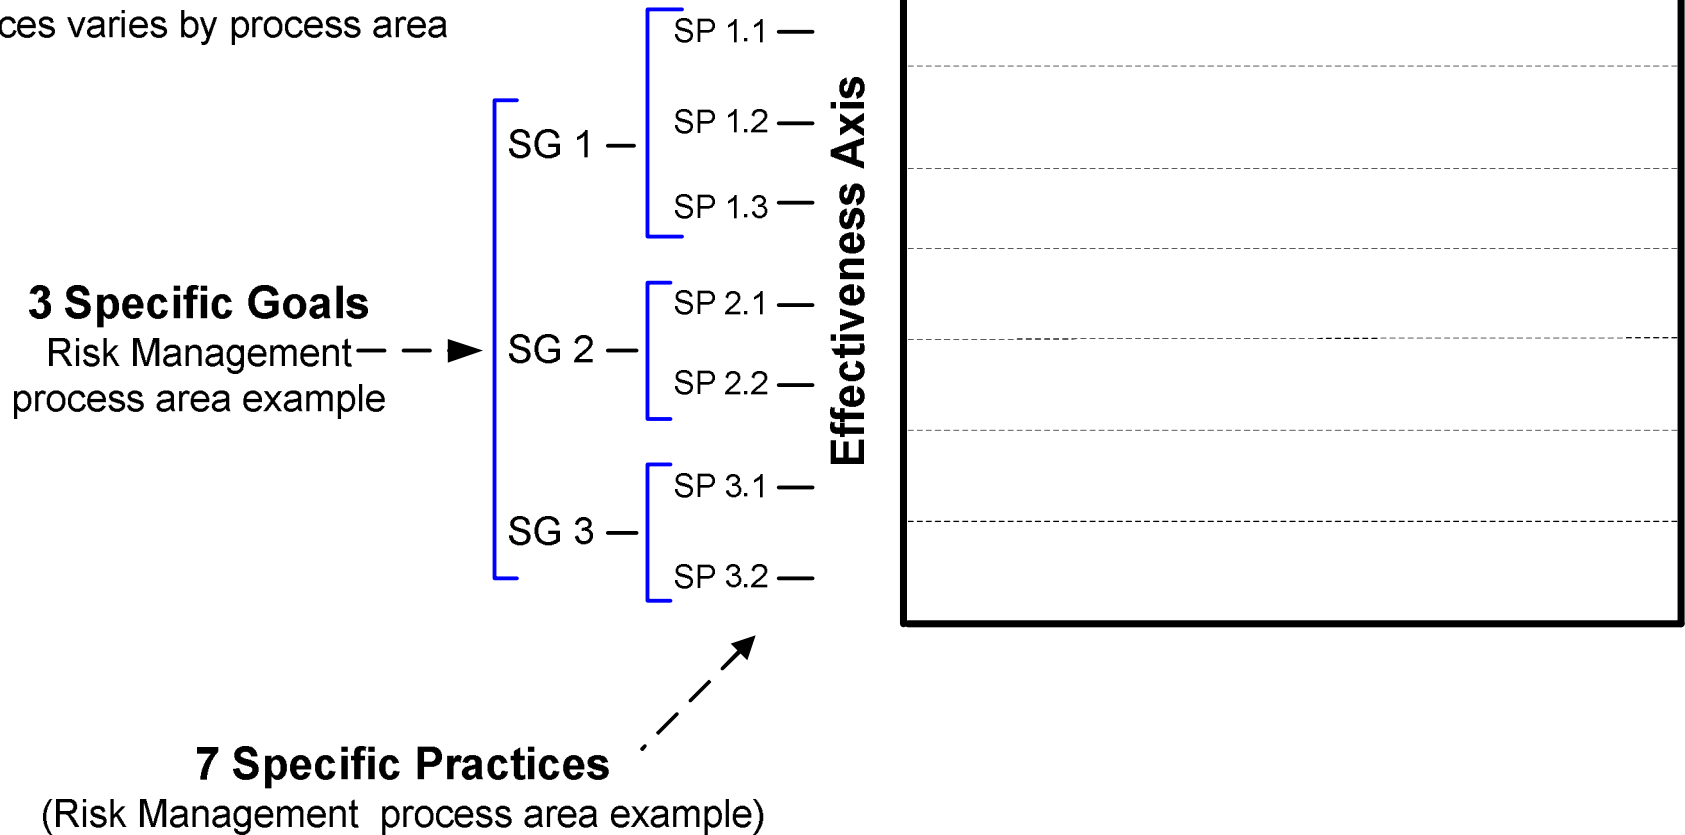 ces varies by process area
SP 1.1
SP 1.2
SG 1
SP 1.3
Effectiveness Axis
3 Specific Goals
Risk Management
process area example
SP 2.1
SG 2
SP 2.2
SP 3.1
SG 3
SP 3.2
7 Specific Practices
(Risk Management process area example)